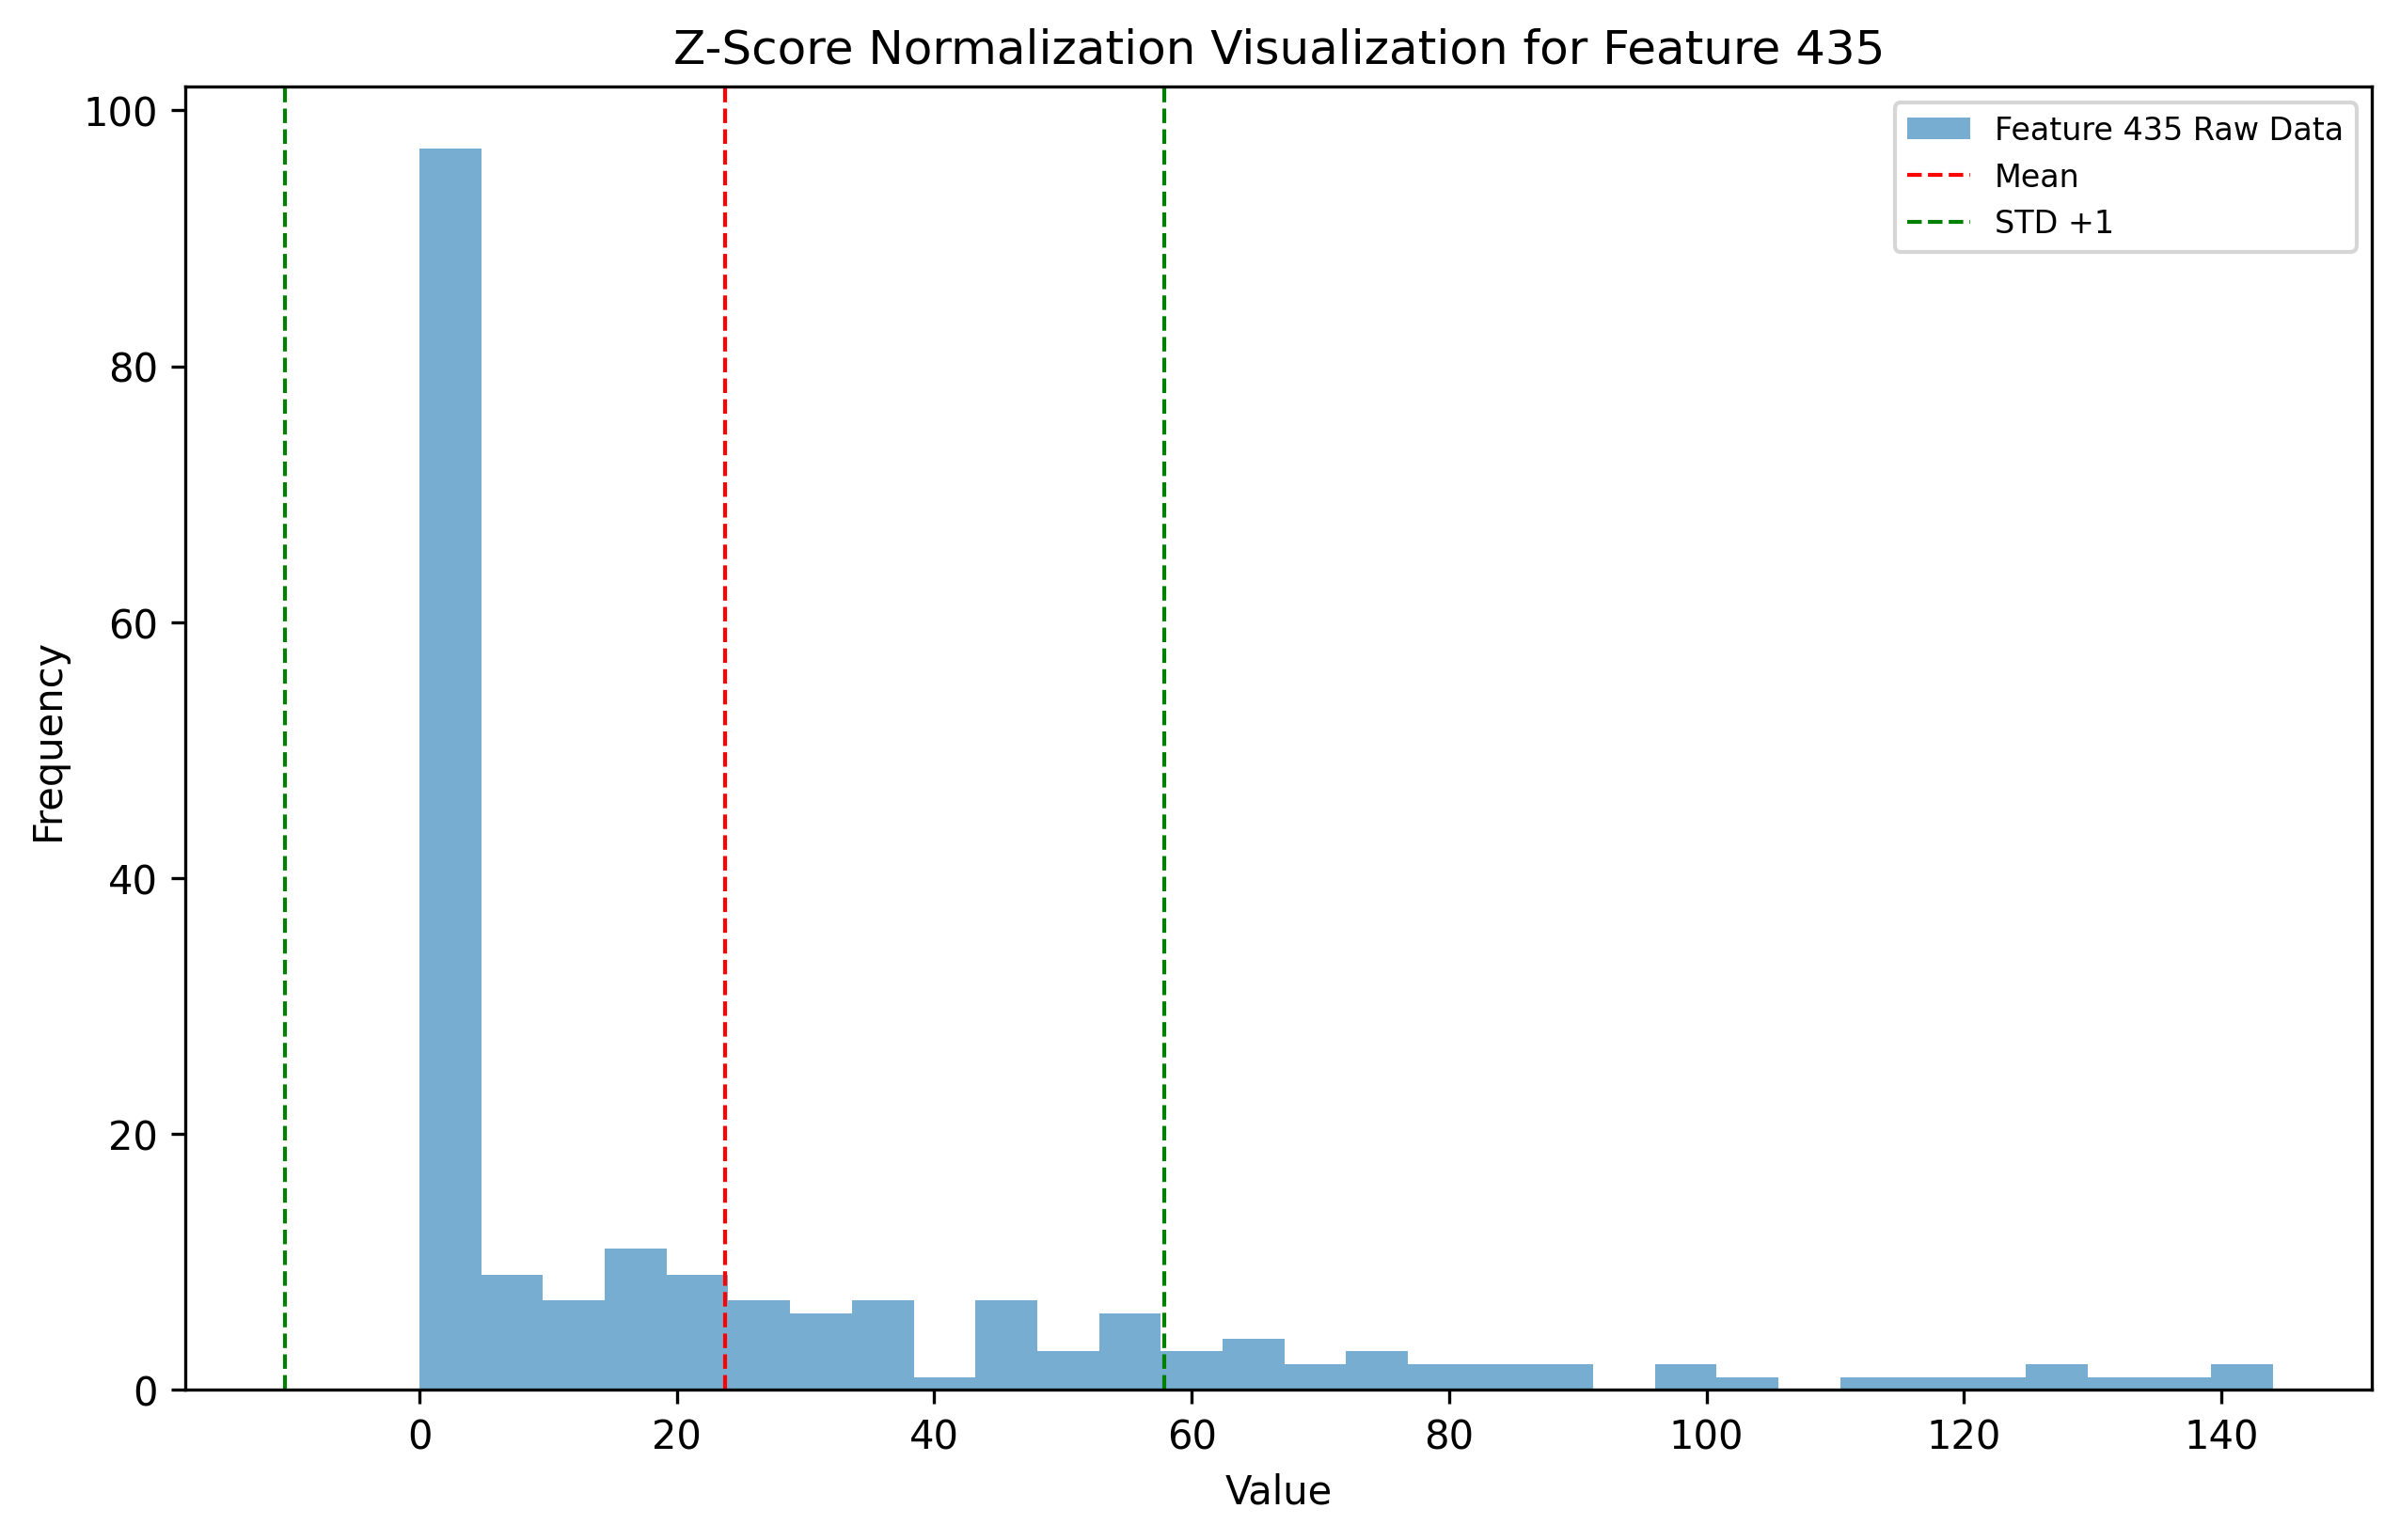 Z-Score Normalization Visualization for Feature 435
Feature 435 Raw Data
Mean
STD +1
100
80
60
40
20
0
Frequency
0 20 40 60 80 100 120 140
Value